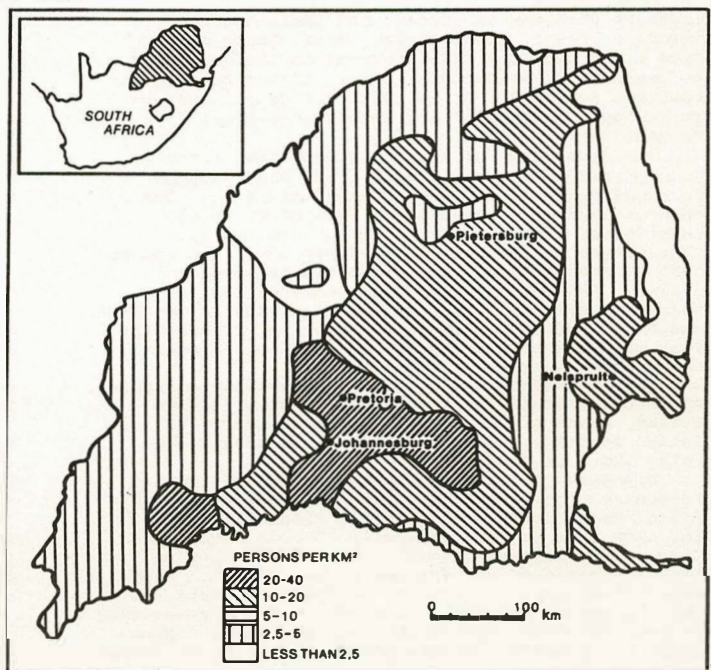 SOUTH
AFRICA
Pietersburg
Nelspruit
Pretoria
Johannesburg
PERSONS PER KM²
20-40
10-20
5-10
2,5-5
LESS THAN 2,5
0 100 km